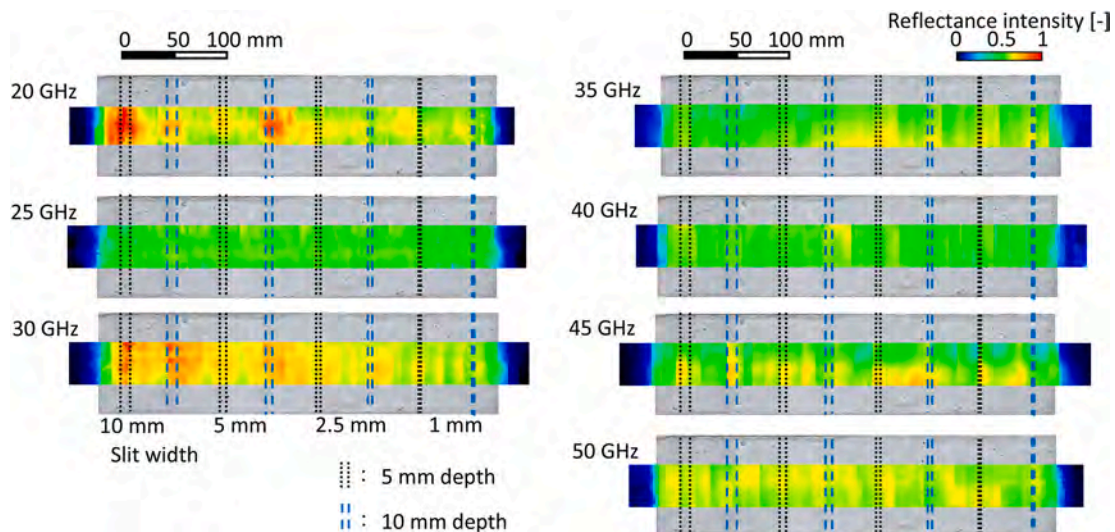 0 50 100 mm
20 GHz
25 GHz
30 GHz
10 mm 5 mm 2.5 mm 1 mm
Slit width
: 5 mm depth
: 10 mm depth
Reflectance intensity [-]
0 50 100 mm
0 1
35 GHz
40 GHz
45 GHz
50 GHz